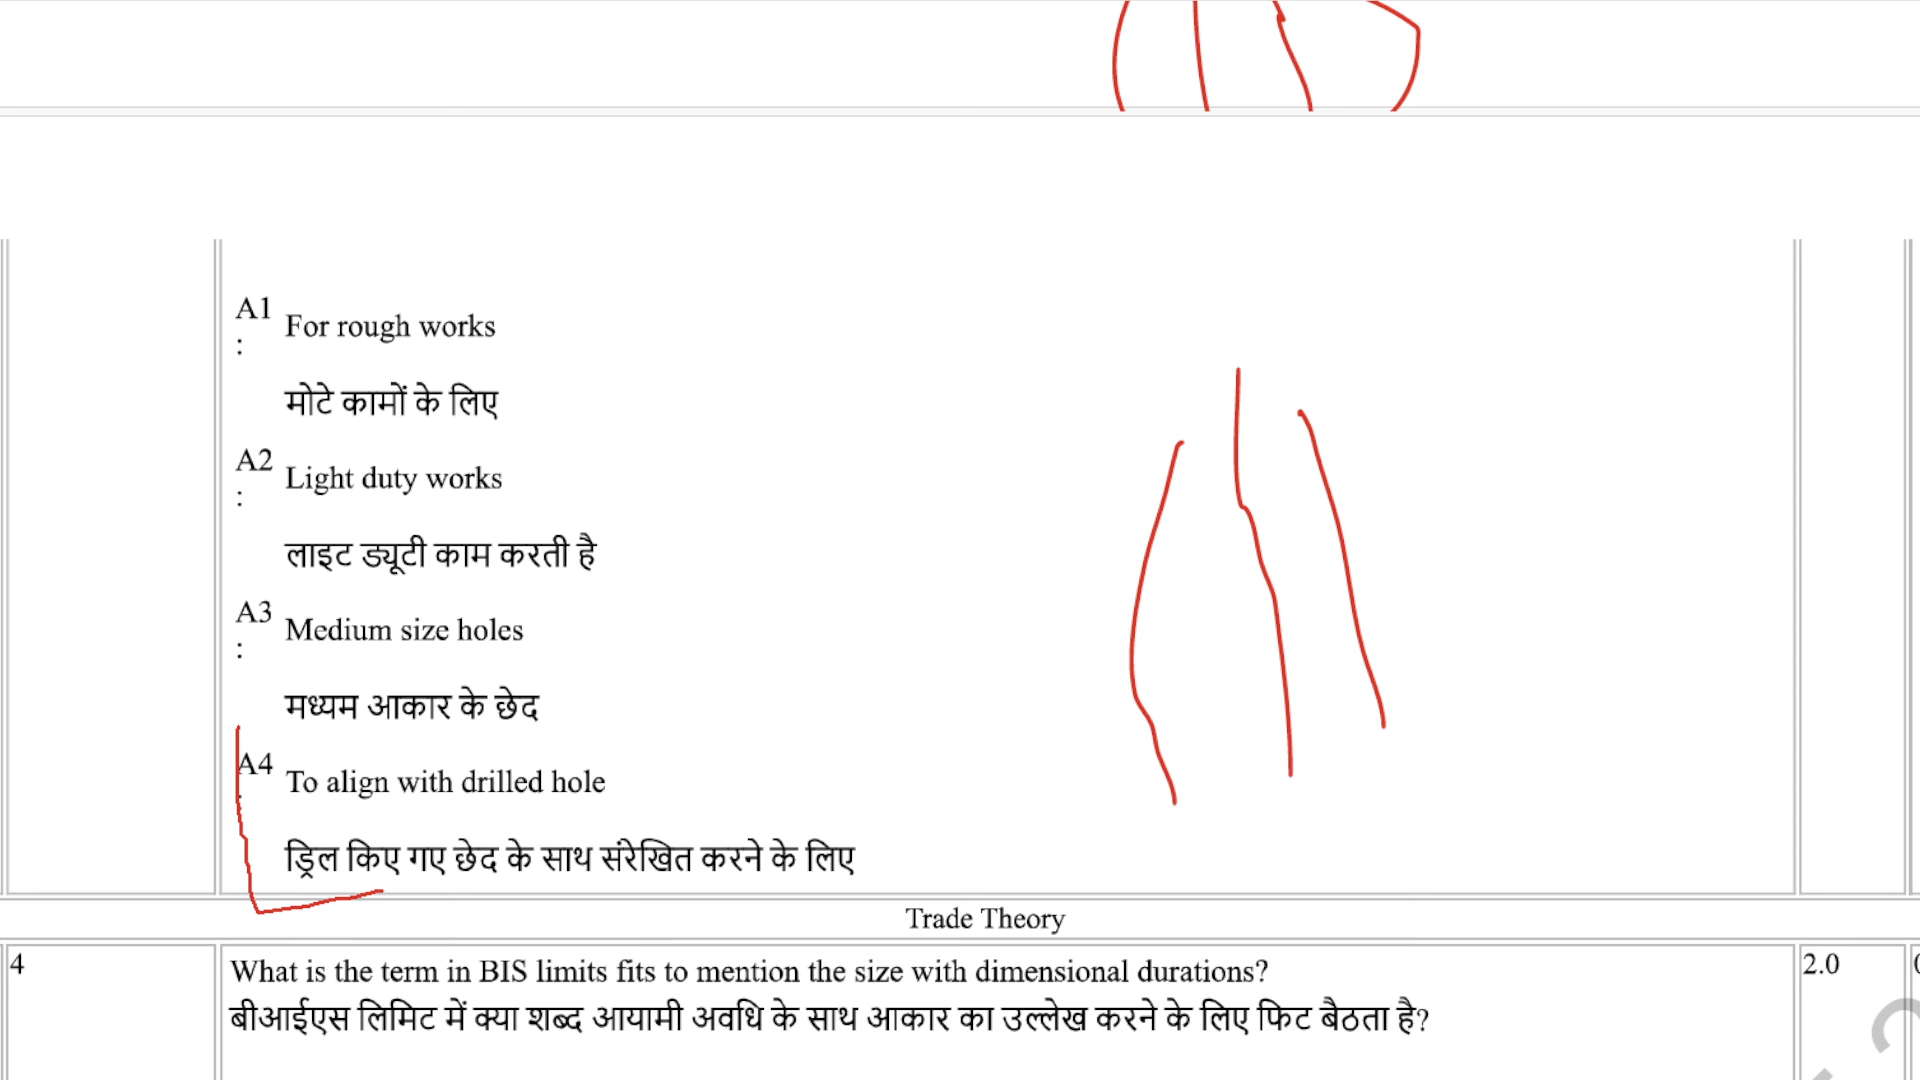 A1
:
For rough works
मोटे कामों के लिए
A2
:
Light duty works
लाइट ड्यूटी काम करती है
A3
:
Medium size holes
मध्यम आकार के छेद
A4
To align with drilled hole
ड्रिल किए गए छेद के साथ संरेखित करने के लिए
Trade Theory
4
What is the term in BIS limits fits to mention the size with dimensional durations?
2.0
बीआईएस लिमिट में क्या शब्द आयामी अवधि के साथ आकार का उल्लेख करने के लिए फिट बैठता है?